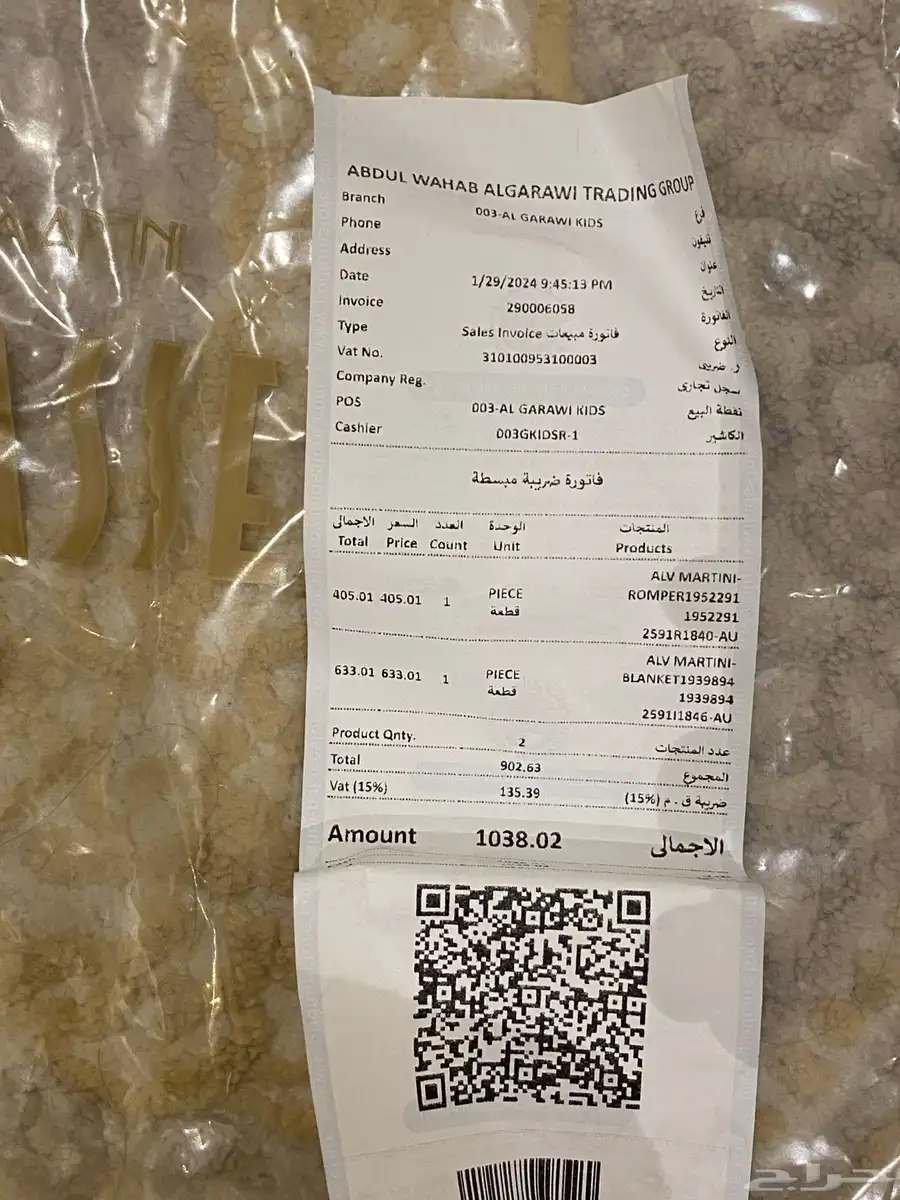 ABDUL WAHAB ALGARAWI TRADING GROUP
Branch 003-AL GARAWI KIDS فرع
Phone تليفون
Address عنوان
Date 1/29/2024 9:45:13 PM التاريخ
Invoice 290006058 الفاتورة
Type Sales Invoice فاتورة مبيعات النوع
Vat No. 310100953100003 ر. ضريبى
Company Reg. سجل تجارى
POS 003-AL GARAWI KIDS نقطة البيع
Cashier 003GKIDSR-1 الكاشير
فاتورة ضريبة مبسطة
الاجمالى السعر العدد الوحدة المنتجات
Total Price Count Unit Products
ALV MARTINI-
405.01 405.01 1 PIECE ROMPER1952291
قطعة 1952291
2591R1840-AU
ALV MARTINI-
633.01 633.01 1 PIECE BLANKET1939894
قطعة 1939894
2591I1846-AU
Product Qnty. 2 عدد المنتجات
Total 902.63 المجموع
Vat (15%) 135.39 ضريبة ق . م (15%)
Amount 1038.02 الاجمالى
حراج